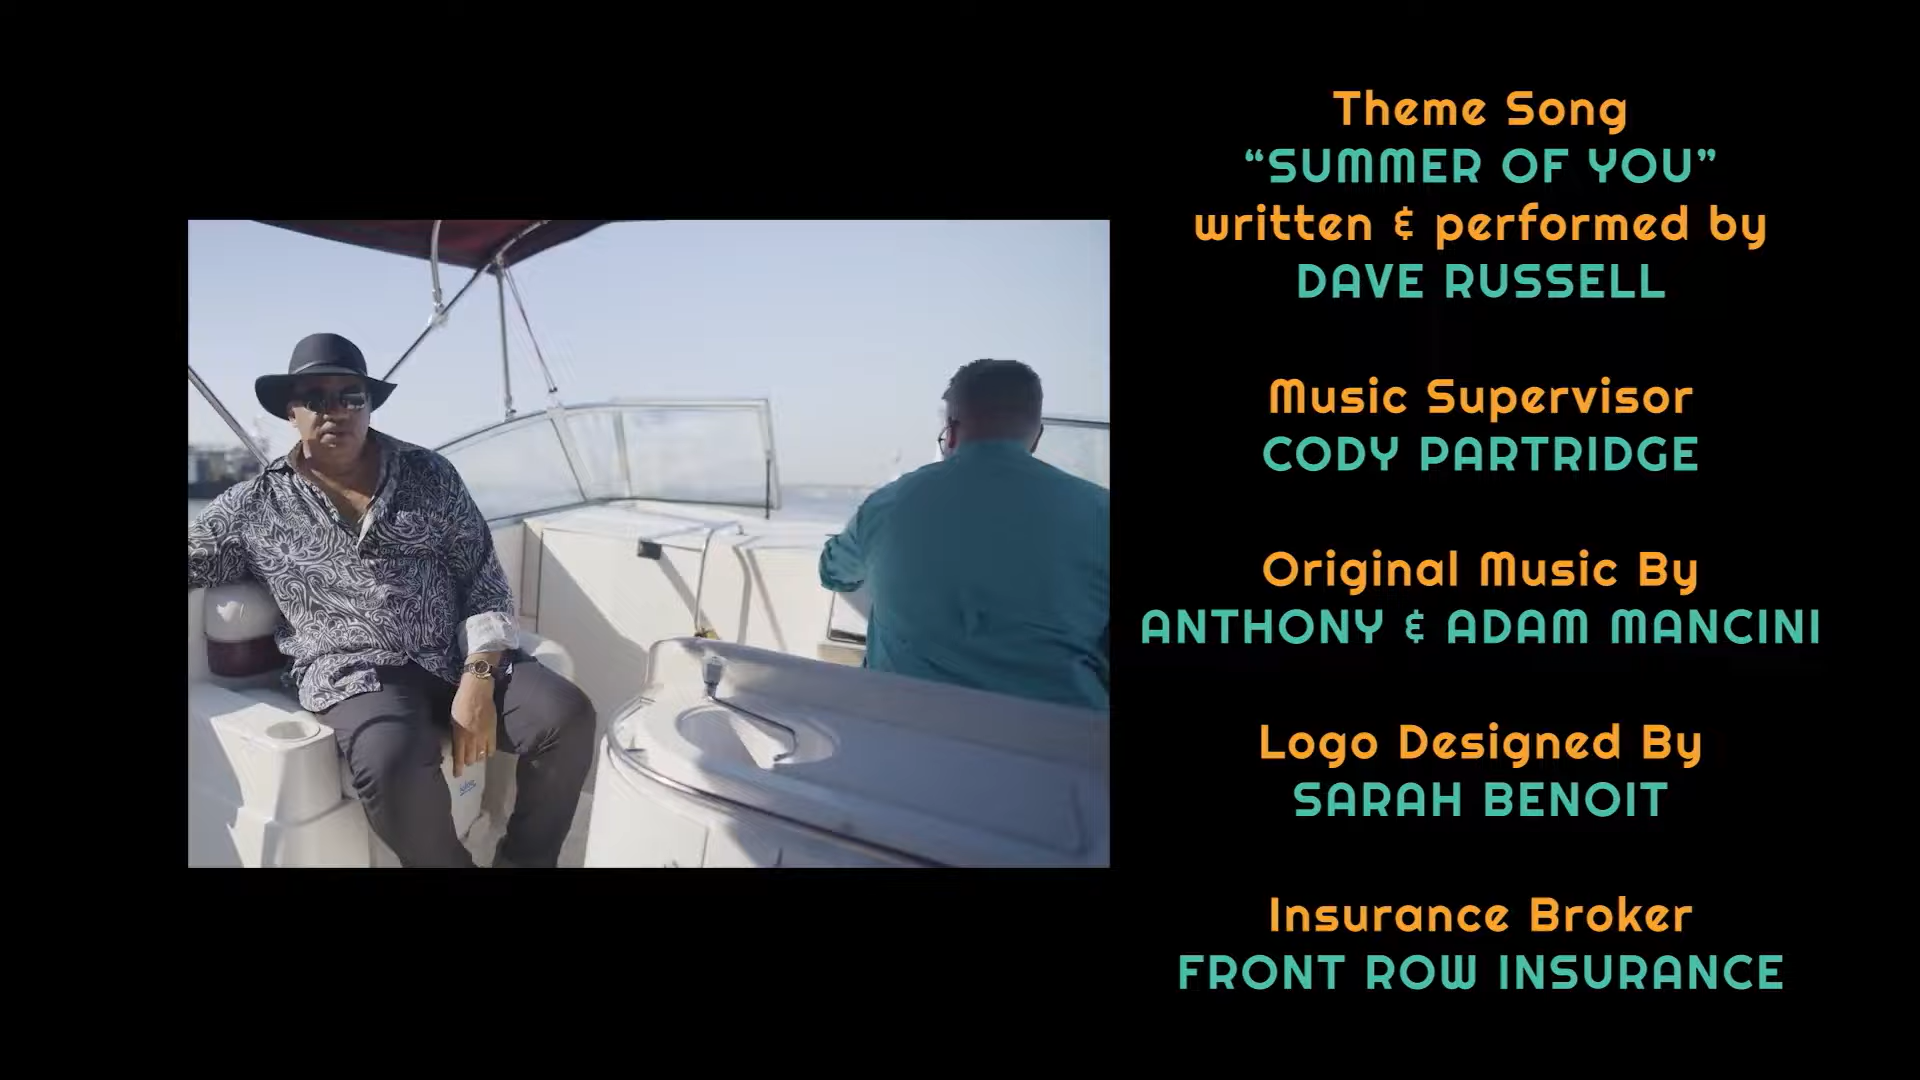 Theme Song
“SUMMER OF YOU”
written & performed by
DAVE RUSSELL
Music Supervisor
CODY PARTRIDGE
Original Music By
ANTHONY & ADAM MANCINI
Logo Designed By
SARAH BENOIT
Insurance Broker
FRONT ROW INSURANCE